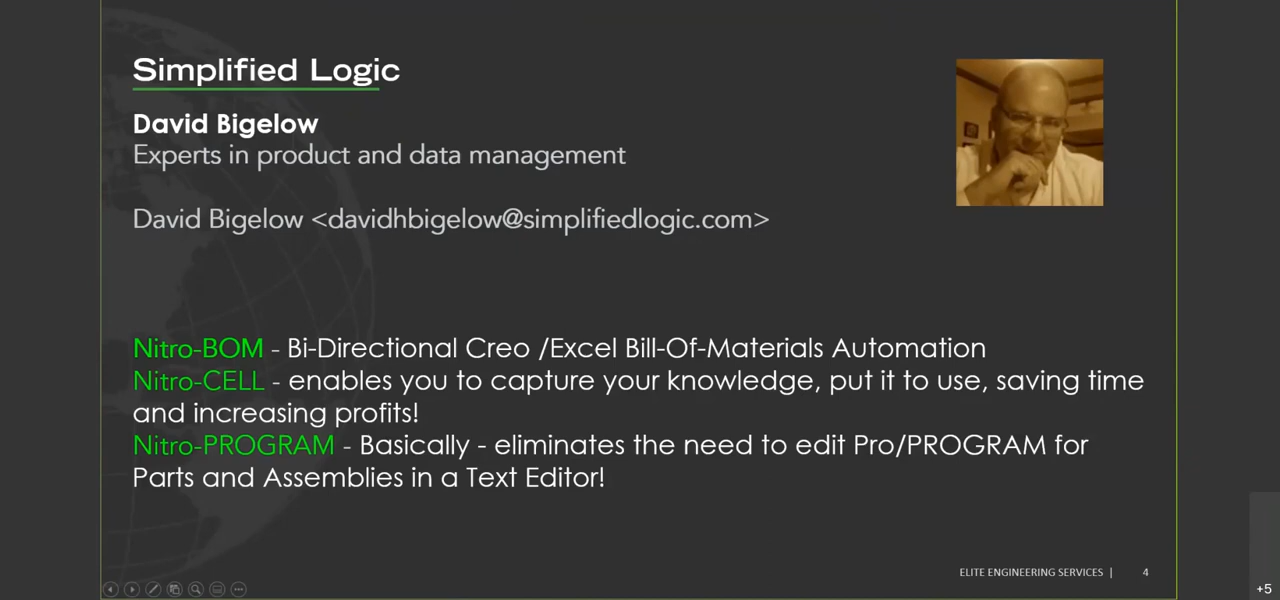 Simplified Logic
David Bigelow
Experts in product and data management
David Bigelow <davidhbigelow@simplifiedlogic.com>
Nitro-BOM - Bi-Directional Creo /Excel Bill-Of-Materials Automation
Nitro-CELL - enables you to capture your knowledge, put it to use, saving time
and increasing profits!
Nitro-PROGRAM - Basically - eliminates the need to edit Pro/PROGRAM for
Parts and Assemblies in a Text Editor!
ELITE ENGINEERING SERVICES | 4
+5